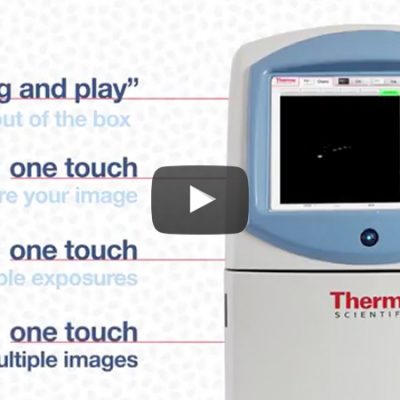 g and play”
out of the box
one touch
re your image
one touch
ple exposures
one touch
ultiple images
Thermo
Therm
SCIENTIF